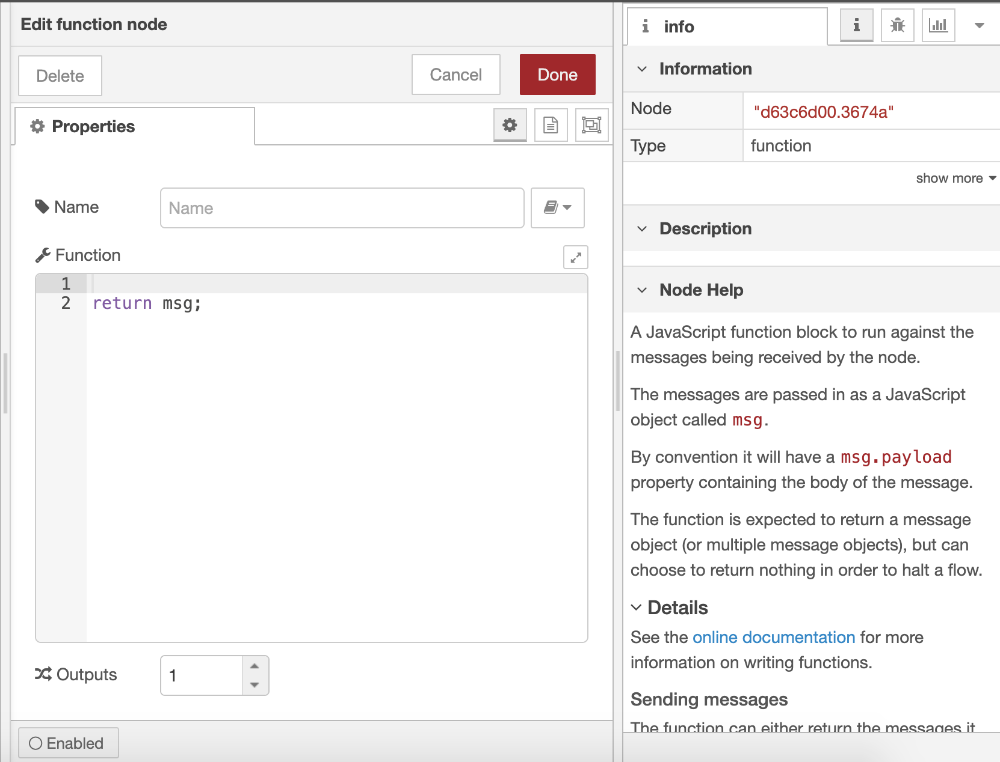 Edit function node
Delete
Cancel
Done
Properties
Name
Name
Function
1
2 return msg;
Outputs
1
Enabled
info
Information
Node "d63c6d00.3674a"
Type function
show more
Description
Node Help
A JavaScript function block to run against the
messages being received by the node.
The messages are passed in as a JavaScript
object called msg.
By convention it will have a msg.payload
property containing the body of the message.
The function is expected to return a message
object (or multiple message objects), but can
choose to return nothing in order to halt a flow.
Details
See the online documentation for more
information on writing functions.
Sending messages
The function can either return the messages it